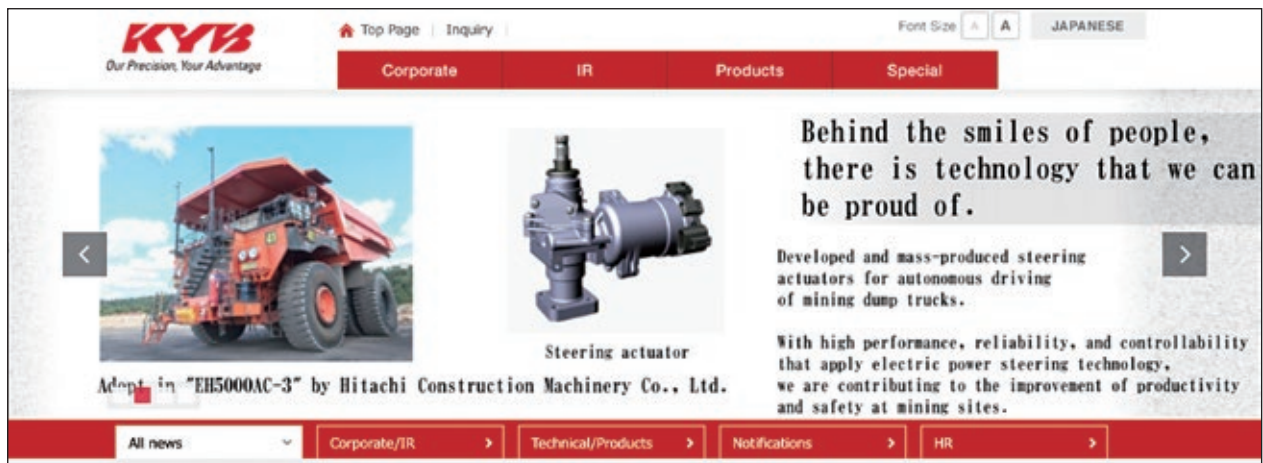 KYB
Our Precision, Your Advantage
Top Page
Inquiry
Font Size A A
JAPANESE
Corporate
IR
Products
Special
Behind the smiles of people,
there is technology that we can
be proud of.
Developed and mass-produced steering
actuators for autonomous driving
of mining dump trucks.
Steering actuator
With high performance, reliability, and controllability
that apply electric power steering technology,
we are contributing to the improvement of productivity
and safety at mining sites.
Adopt in "EH5000AC-3" by Hitachi Construction Machinery Co., Ltd.
All news
Corporate/IR
Technical/Products
Notifications
HR